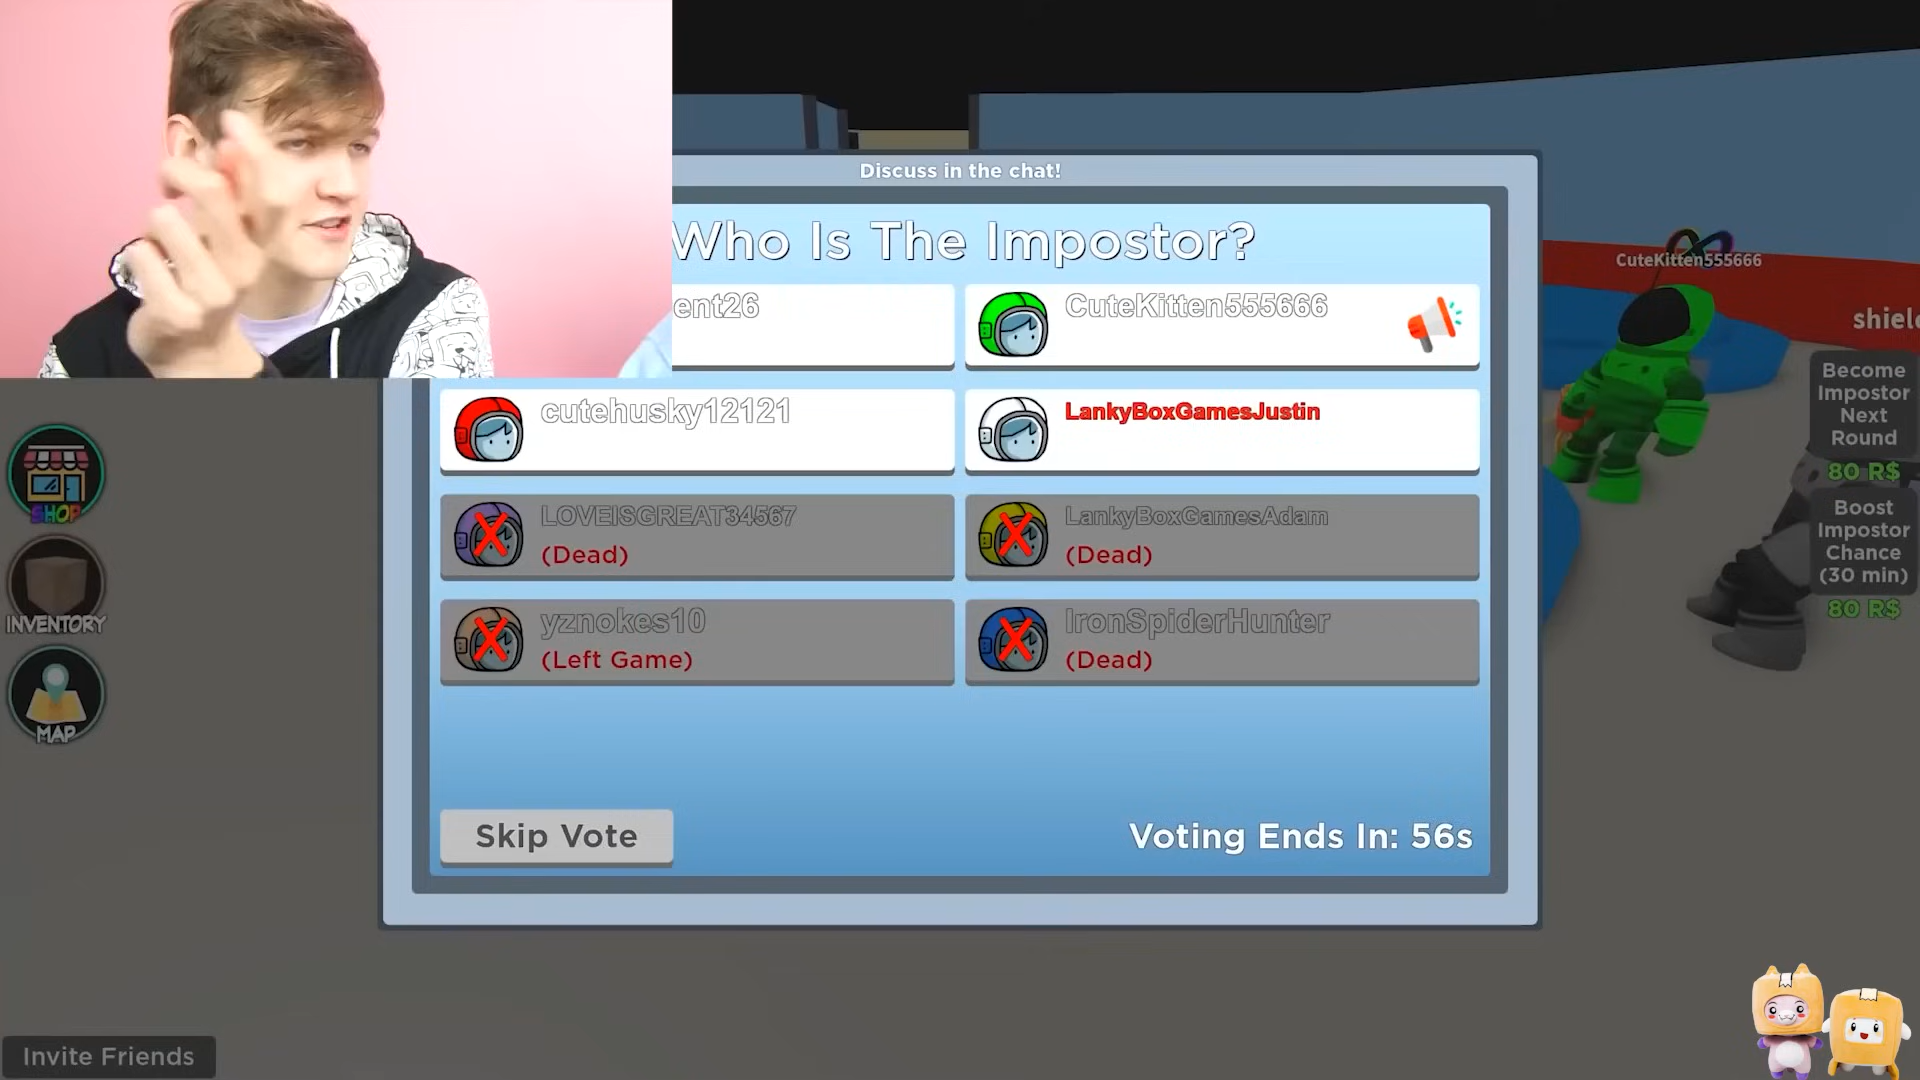 Discuss in the chat!
Who Is The Impostor?
ent26
CuteKitten555666
cutehusky12121
LankyBoxGamesJustin
LOVEISGREAT34567
(Dead)
LankyBoxGamesAdam
(Dead)
yznokes10
(Left Game)
IronSpiderHunter
(Dead)
Skip Vote
Voting Ends In: 56s
SHOP
INVENTORY
MAP
Invite Friends
CuteKitten555666
shield
Become
Impostor
Next
Round
80 R$
Boost
Impostor
Chance
(30 min)
80 R$